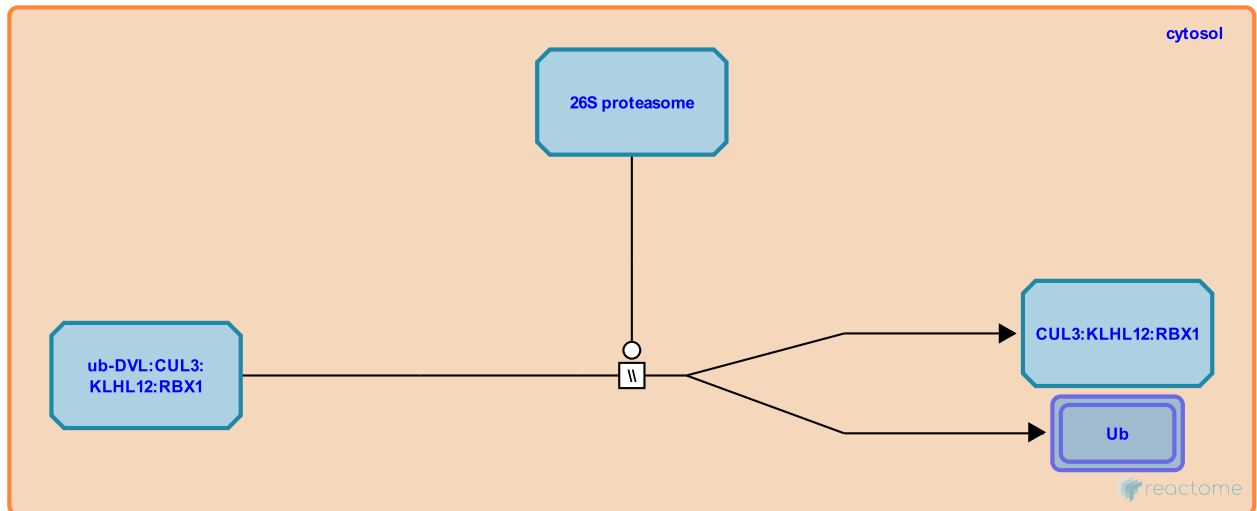 cytosol
26S proteasome
ub-DVL:CUL3:
KLHL12:RBX1
\\
CUL3:KLHL12:RBX1
Ub
reactome